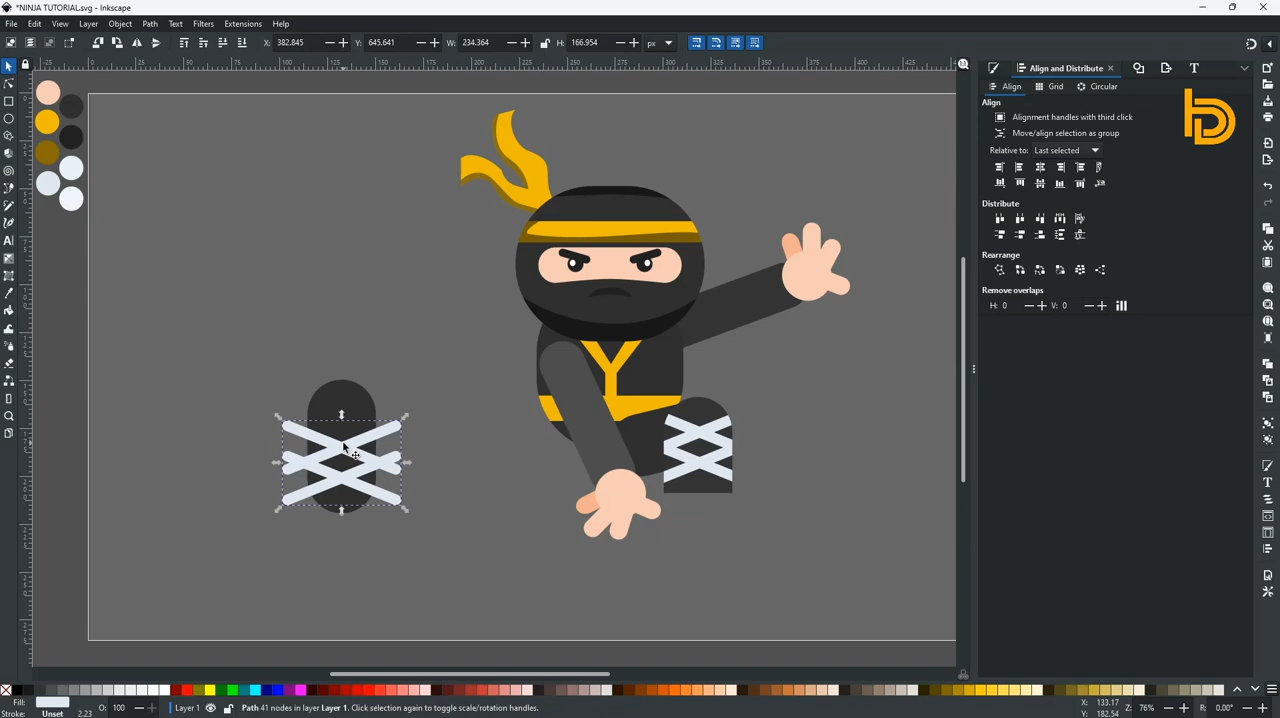 *NINJA TUTORIAL.svg - Inkscape
File Edit View Layer Object Path Text Filters Extensions Help
X: 382.845 Y: 645.641 W: 234.364 H: 166.954 px
Align and Distribute
Align Grid Circular
Align
Alignment handles with third click
Move/align selection as group
Relative to: Last selected
Distribute
Rearrange
Remove overlaps
H: 0 V: 0
Fill:
Stroke: Unset 2.23
O: 100
Layer 1
Path 41 nodes in layer Layer 1. Click selection again to toggle scale/rotation handles.
X: 133.17
Y: 182.54
Z: 76%
R: 0.00°